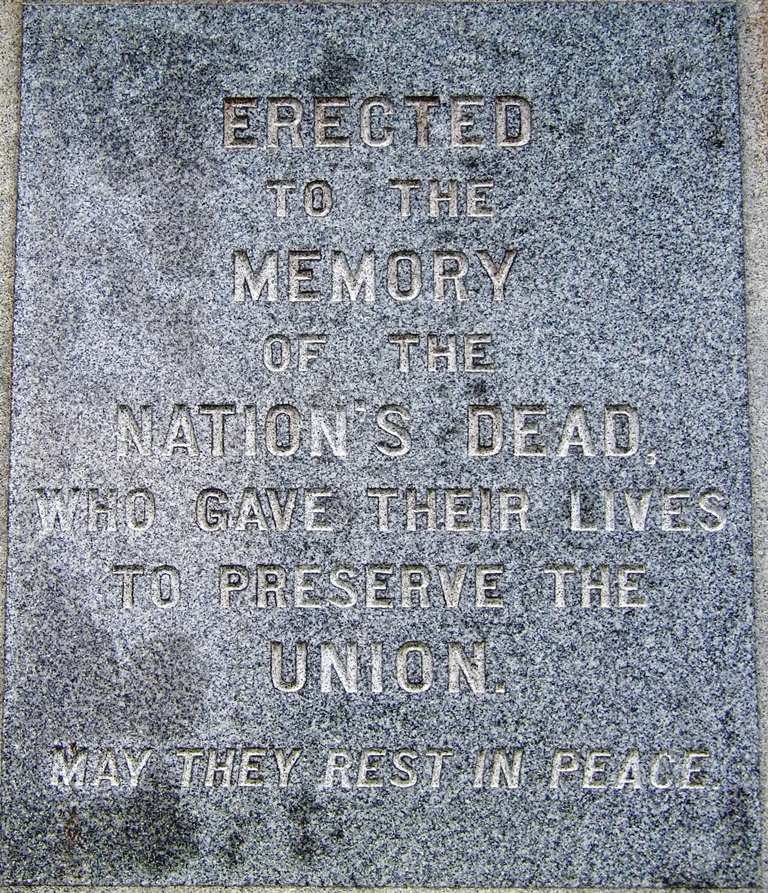 ERECTED
TO THE
MEMORY
OF THE
NATION'S DEAD,
WHO GAVE THEIR LIVES
TO PRESERVE THE
UNION.
MAY THEY REST IN PEACE.